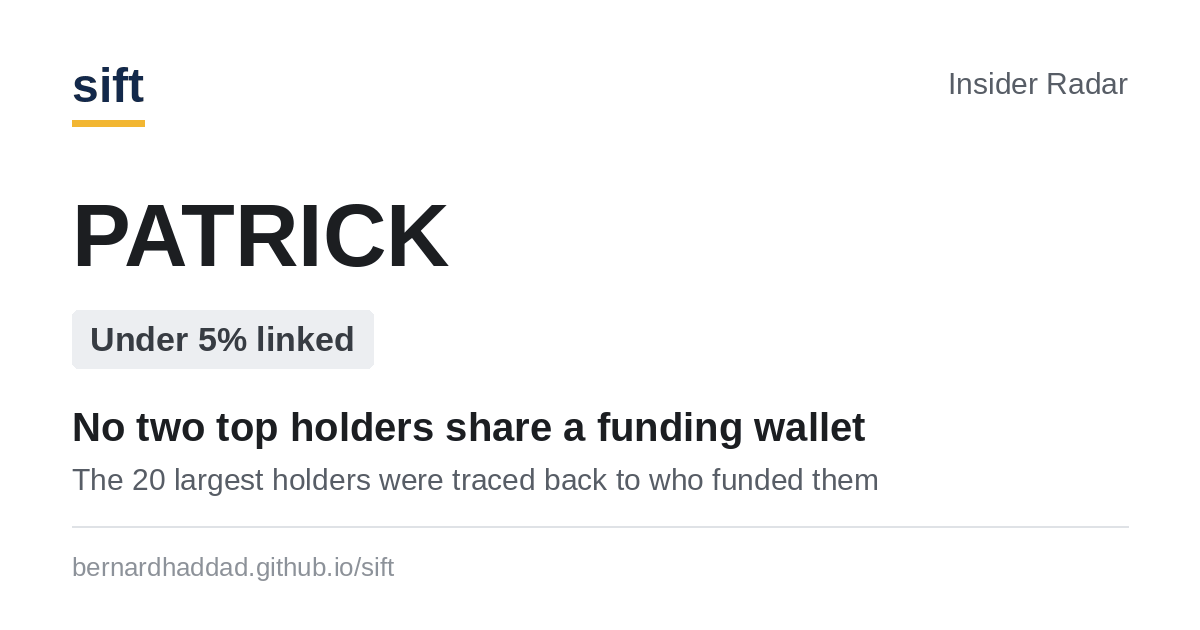 sift
Insider Radar
PATRICK
Under 5% linked
No two top holders share a funding wallet
The 20 largest holders were traced back to who funded them
bernardhaddad.github.io/sift